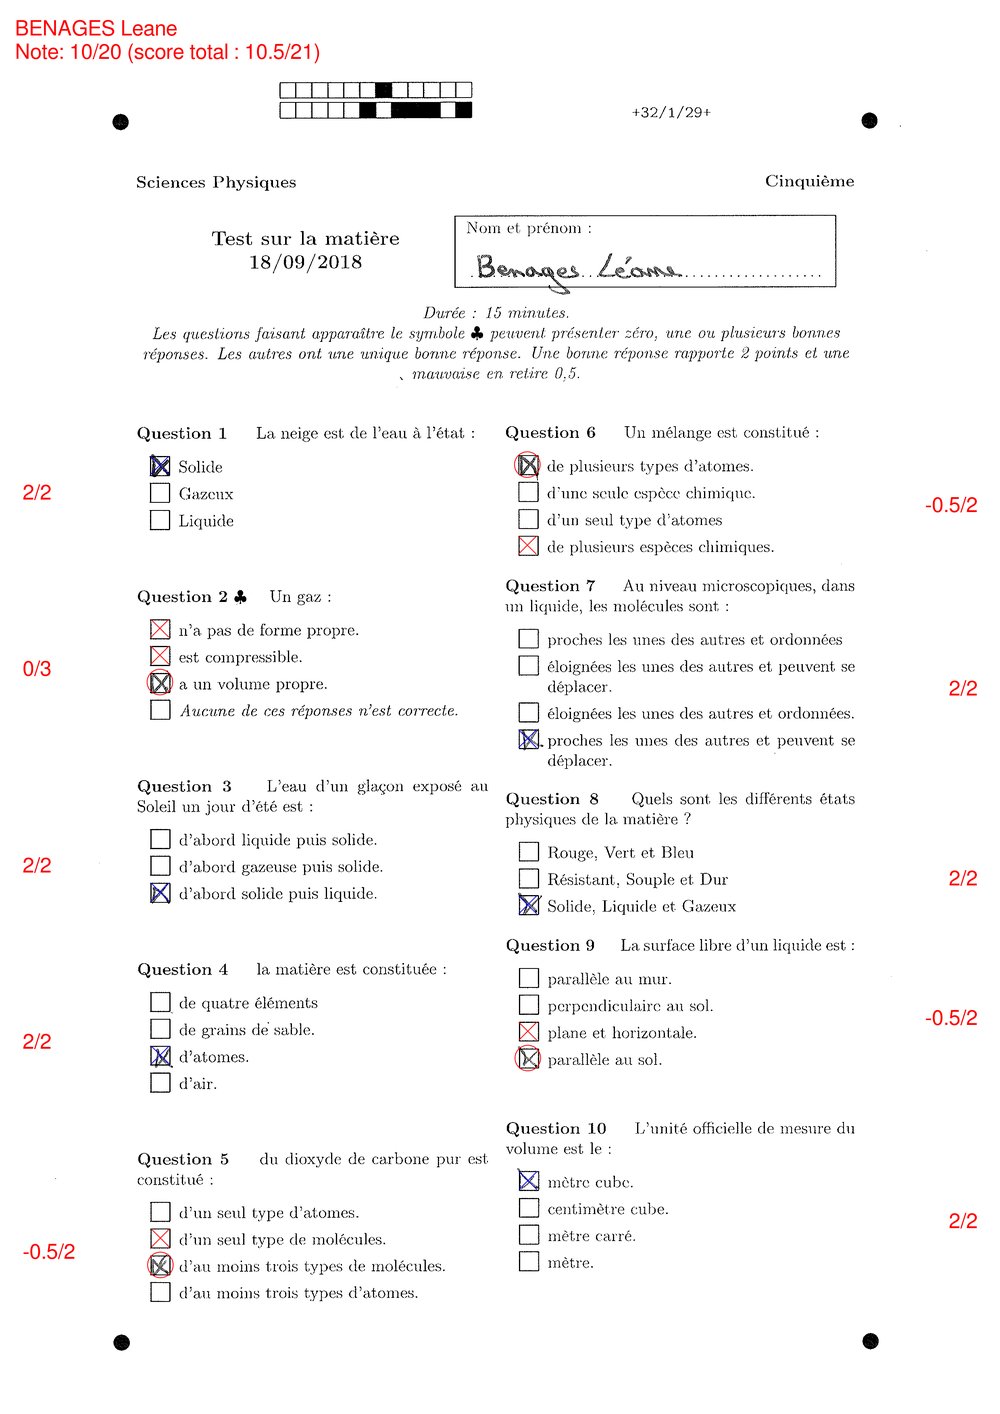 BENAGES Leane
Note: 10/20 (score total : 10.5/21)
+32/1/29+
Sciences Physiques
Cinquième
Test sur la matière
18/09/2018
Nom et prénom :
Benages Léane
Durée : 15 minutes.
Les questions faisant apparaître le symbole ♣ peuvent présenter zéro, une ou plusieurs bonnes
réponses. Les autres ont une unique bonne réponse. Une bonne réponse rapporte 2 points et une
mauvaise en retire 0,5.
Question 1 La neige est de l'eau à l'état :
Solide
2/2
Gazeux
Liquide
Question 2 ♣ Un gaz :
n'a pas de forme propre.
est compressible.
0/3
a un volume propre.
Aucune de ces réponses n'est correcte.
Question 3 L'eau d'un glaçon exposé au
Soleil un jour d'été est :
d'abord liquide puis solide.
2/2
d'abord gazeuse puis solide.
d'abord solide puis liquide.
Question 4 la matière est constituée :
de quatre éléments
de grains de sable.
2/2
d'atomes.
d'air.
Question 5 du dioxyde de carbone pur est
constitué :
d'un seul type d'atomes.
d'un seul type de molécules.
-0.5/2
d'au moins trois types de molécules.
d'au moins trois types d'atomes.
Question 6 Un mélange est constitué :
de plusieurs types d'atomes.
d'une seule espèce chimique.
-0.5/2
d'un seul type d'atomes
de plusieurs espèces chimiques.
Question 7 Au niveau microscopiques, dans
un liquide, les molécules sont :
proches les unes des autres et ordonnées
éloignées les unes des autres et peuvent se
déplacer.
2/2
éloignées les unes des autres et ordonnées.
proches les unes des autres et peuvent se
déplacer.
Question 8 Quels sont les différents états
physiques de la matière ?
Rouge, Vert et Bleu
Résistant, Souple et Dur
2/2
Solide, Liquide et Gazeux
Question 9 La surface libre d'un liquide est :
parallèle au mur.
perpendiculaire au sol.
-0.5/2
plane et horizontale.
parallèle au sol.
Question 10 L'unité officielle de mesure du
volume est le :
mètre cube.
centimètre cube.
2/2
mètre carré.
mètre.